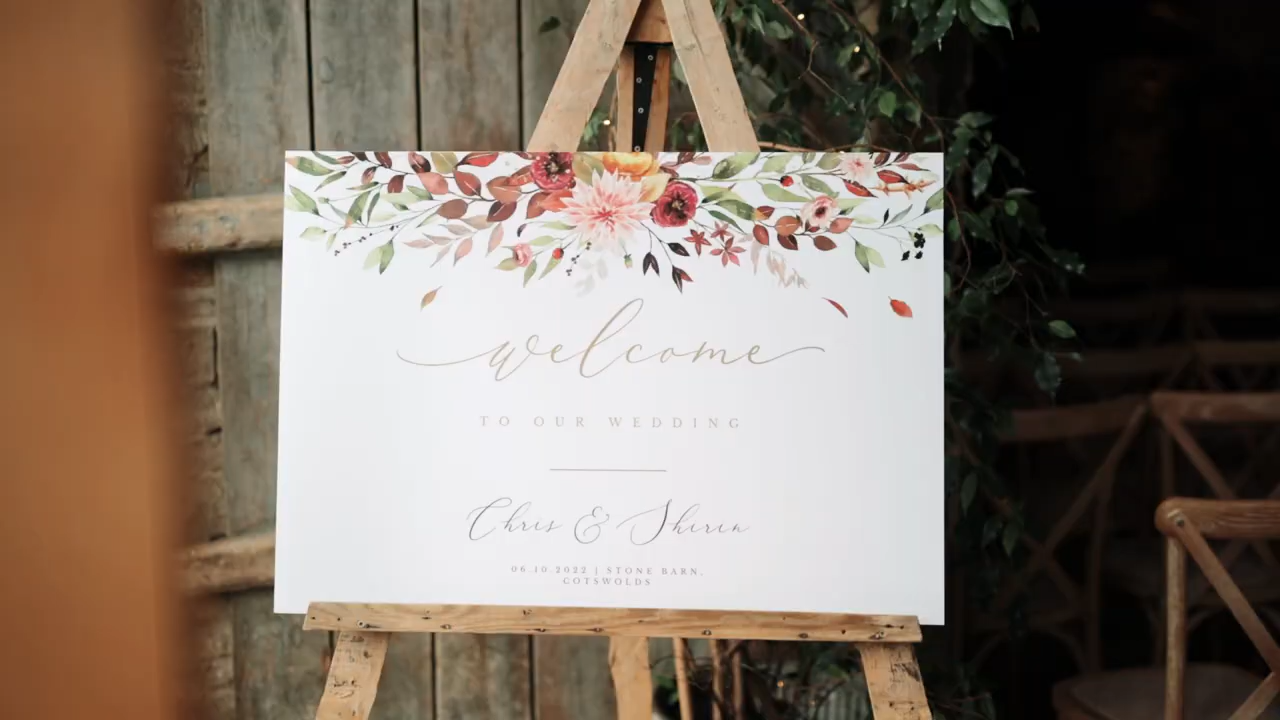 welcome
TO OUR WEDDING
Chris & Shirin
06.10.2022 | STONE BARN,
COTSWOLDS